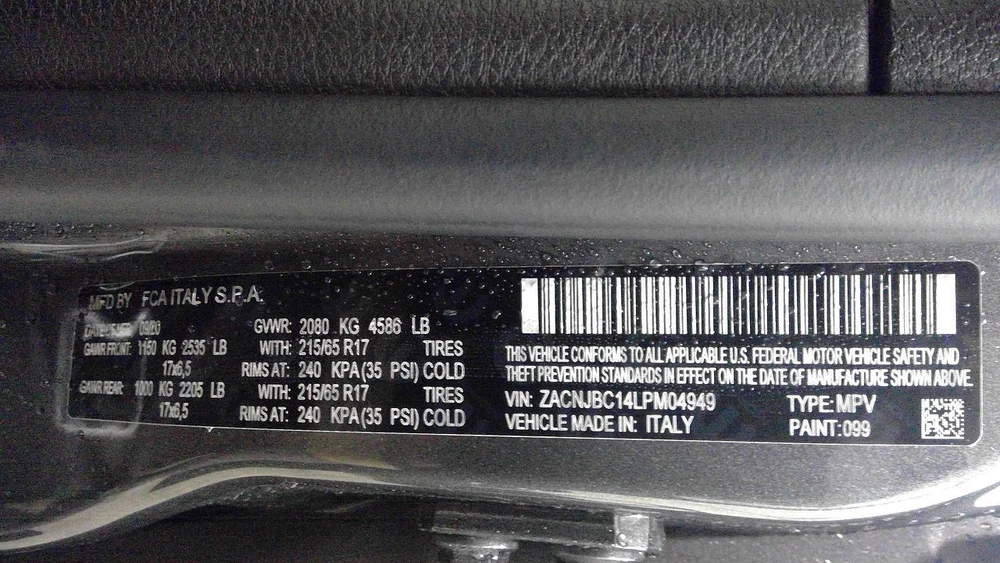 MFD BY FCA ITALY S.P.A.
GVWR: 2080 KG 4586 LB
GAWR FRONT: 1150 KG 2535 LB WITH: 215/65 R17 TIRES
17x6,5 RIMS AT: 240 KPA (35 PSI) COLD
GAWR REAR: 1000 KG 2205 LB WITH: 215/65 R17 TIRES
17x6,5 RIMS AT: 240 KPA (35 PSI) COLD
THIS VEHICLE CONFORMS TO ALL APPLICABLE U.S. FEDERAL MOTOR VEHICLE SAFETY AND
THEFT PREVENTION STANDARDS IN EFFECT ON THE DATE OF MANUFACTURE SHOWN ABOVE.
VIN: ZACNJBC14LPM04949 TYPE: MPV
VEHICLE MADE IN: ITALY PAINT: 099